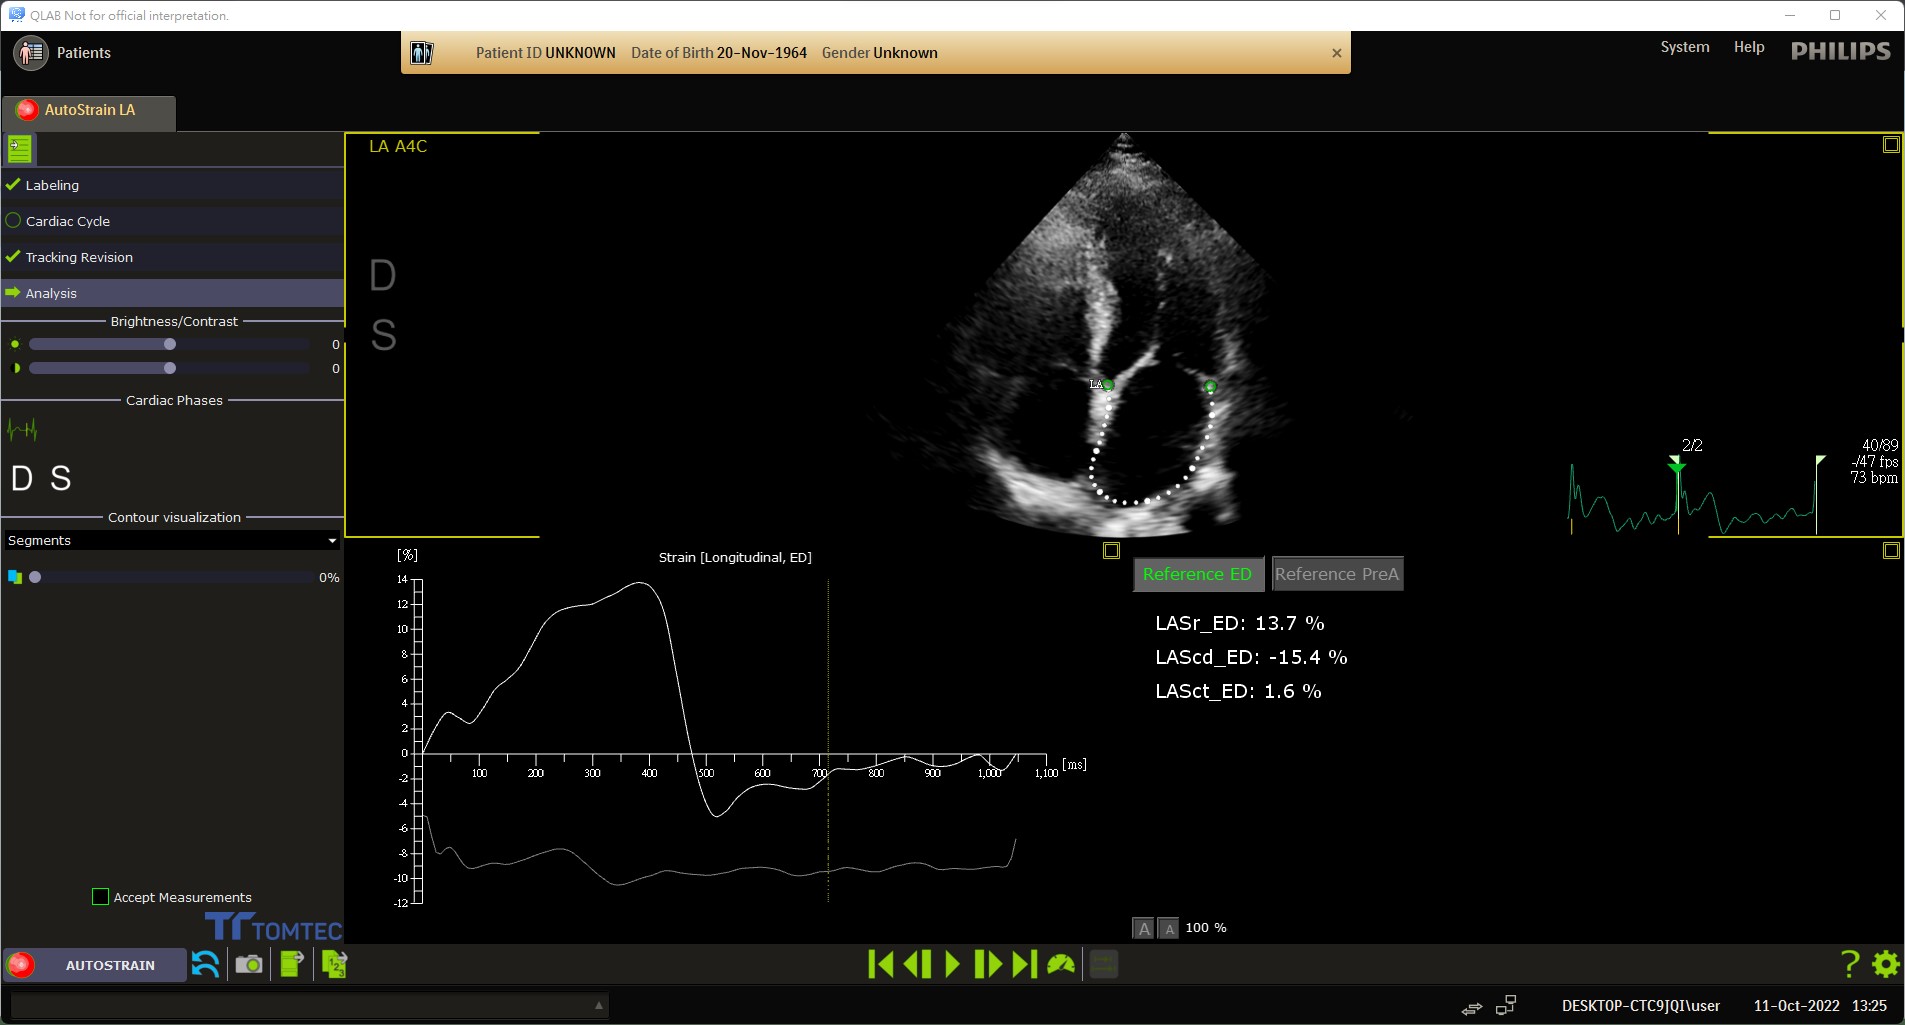 QLAB Not for official interpretation.
Patients
Patient ID UNKNOWN Date of Birth 20-Nov-1964 Gender Unknown
System Help PHILIPS
AutoStrain LA
Labeling
Cardiac Cycle
Tracking Revision
Analysis
Brightness/Contrast
0
0
Cardiac Phases
D S
Contour visualization
Segments
0%
Accept Measurements
TOMTEC
AUTOSTRAIN
LA A4C
D
S
LA
2/2
40/89
-/47 fps
73 bpm
[%]
Strain [Longitudinal, ED]
14
12
10
8
6
4
2
0
-2
-4
-6
-8
-10
-12
100 200 300 400 500 600 700 800 900 1,000 1,100 [ms]
Reference ED Reference PreA
LASr_ED: 13.7 %
LAScd_ED: -15.4 %
LASct_ED: 1.6 %
A A 100 %
123
?
DESKTOP-CTC9JQI\user 11-Oct-2022 13:25